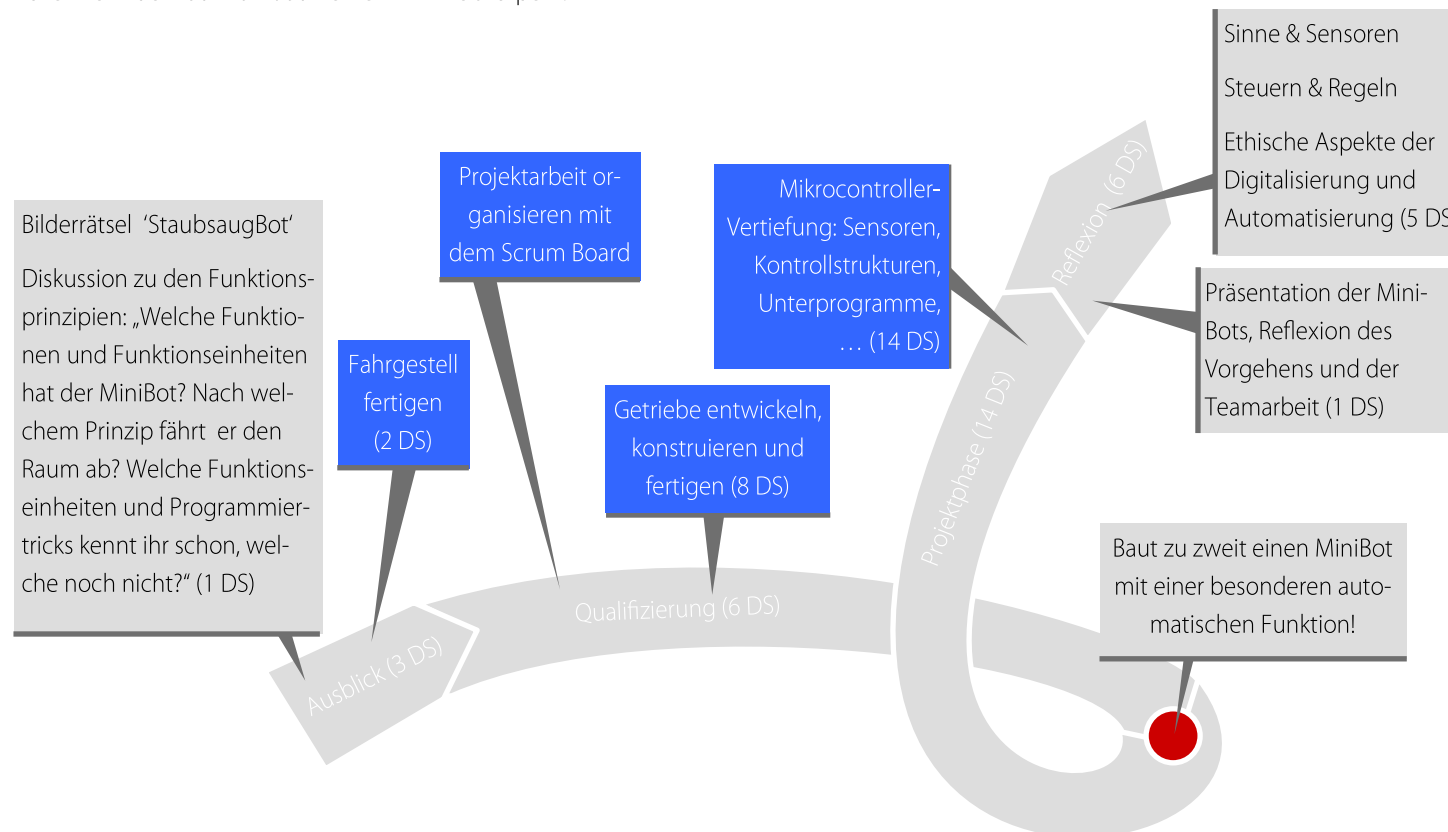 Bilderrätsel ‘StaubsaugBot‘
Diskussion zu den Funktions-
prinzipien: „Welche Funktio-
nen und Funktionseinheiten
hat der MiniBot? Nach wel-
chem Prinzip fährt er den
Raum ab? Welche Funktions-
einheiten und Programmier-
tricks kennt ihr schon, wel-
che noch nicht?“ (1 DS)
Fahrgestell
fertigen
(2 DS)
Projektarbeit or-
ganisieren mit
dem Scrum Board
Getriebe entwickeln,
konstruieren und
fertigen (8 DS)
Mikrocontroller-
Vertiefung: Sensoren,
Kontrollstrukturen,
Unterprogramme,
… (14 DS)
Sinne & Sensoren
Steuern & Regeln
Ethische Aspekte der
Digitalisierung und
Automatisierung (5 DS
Präsentation der Mini-
Bots, Reflexion des
Vorgehens und der
Teamarbeit (1 DS)
Baut zu zweit einen MiniBot
mit einer besonderen auto-
matischen Funktion!
Ausblick (3 DS)
Qualifizierung (6 DS)
Projektphase (14 DS)
Reflexion (6 DS)